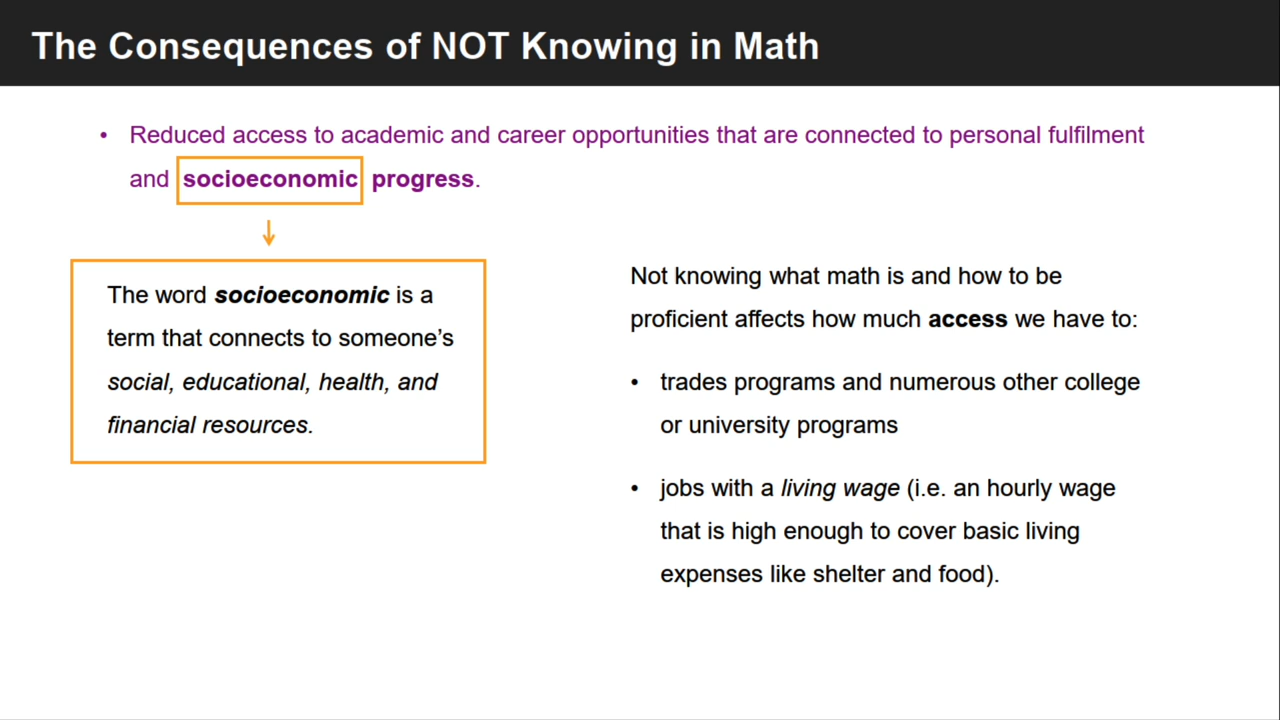 The Consequences of NOT Knowing in Math
• Reduced access to academic and career opportunities that are connected to personal fulfilment
and socioeconomic progress.
The word socioeconomic is a
term that connects to someone’s
social, educational, health, and
financial resources.
Not knowing what math is and how to be
proficient affects how much access we have to:
• trades programs and numerous other college
or university programs
• jobs with a living wage (i.e. an hourly wage
that is high enough to cover basic living
expenses like shelter and food).